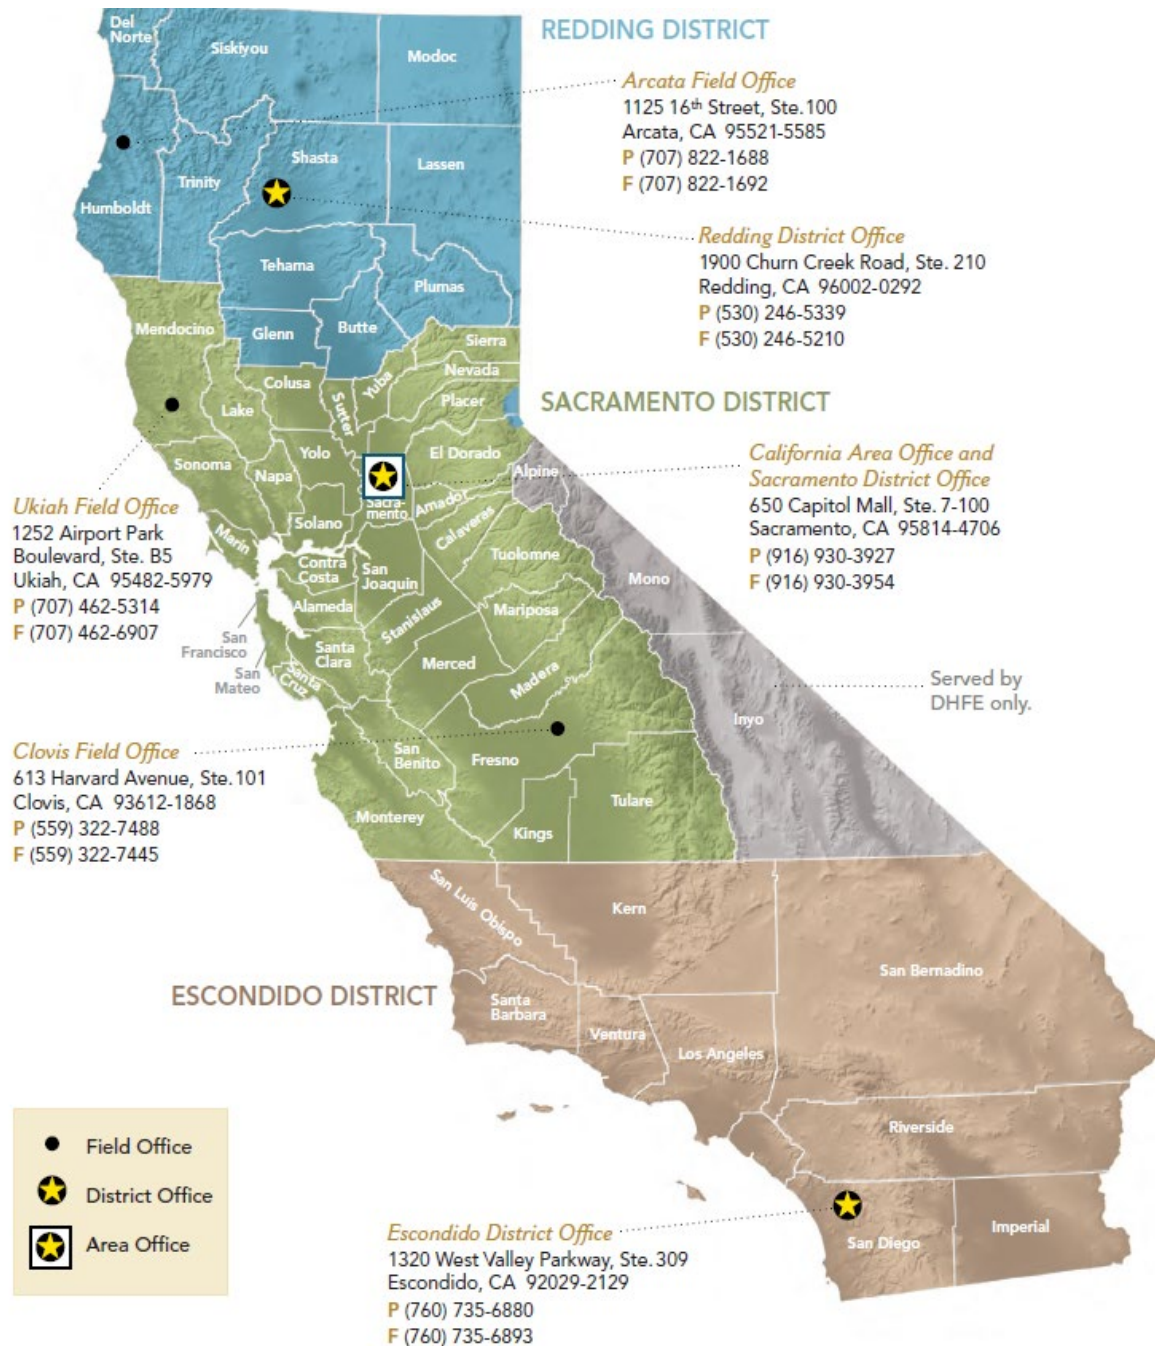 REDDING DISTRICT
Arcata Field Office
1125 16th Street, Ste.100
Arcata, CA 95521-5585
P (707) 822-1688
F (707) 822-1692
Redding District Office
1900 Churn Creek Road, Ste. 210
Redding, CA 96002-0292
P (530) 246-5339
F (530) 246-5210
SACRAMENTO DISTRICT
California Area Office and
Sacramento District Office
650 Capitol Mall, Ste. 7-100
Sacramento, CA 95814-4706
P (916) 930-3927
F (916) 930-3954
Ukiah Field Office
1252 Airport Park
Boulevard, Ste. B5
Ukiah, CA 95482-5979
P (707) 462-5314
F (707) 462-6907
Clovis Field Office
613 Harvard Avenue, Ste.101
Clovis, CA 93612-1868
P (559) 322-7488
F (559) 322-7445
Served by
DHFE only.
ESCONDIDO DISTRICT
Escondido District Office
1320 West Valley Parkway, Ste.309
Escondido, CA 92029-2129
P (760) 735-6880
F (760) 735-6893
Del
Norte
Siskiyou
Modoc
Humboldt
Trinity
Shasta
Lassen
Tehama
Plumas
Glenn
Butte
Mendocino
Lake
Colusa
Sutter
Yuba
Sierra
Nevada
Placer
El Dorado
Sonoma
Napa
Yolo
Sacra-
mento
Amador
Alpine
Marin
Solano
Calaveras
Tuolomne
Mono
Contra
Costa
San
Joaquin
Alameda
Stanislaus
Mariposa
San
Francisco
San
Mateo
Santa
Clara
Santa
Cruz
Merced
Madera
Inyo
San
Benito
Fresno
Monterey
Kings
Tulare
San Luis Obispo
Kern
San Bernadino
Santa
Barbara
Ventura
Los Angeles
Riverside
San Diego
Imperial
Field Office
District Office
Area Office